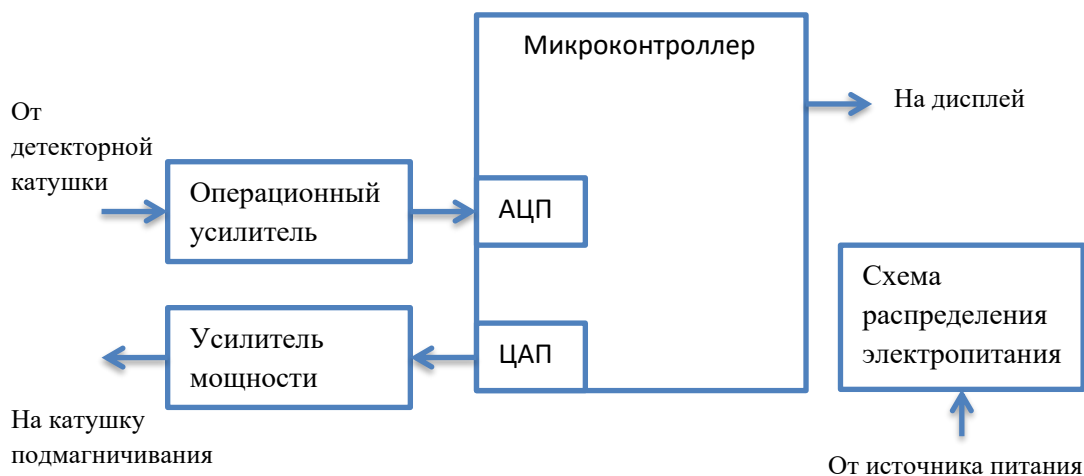 Микроконтроллер
На дисплей
От
детекторной
катушки
Операционный
усилитель
АЦП
Схема
распределения
электропитания
Усилитель
мощности
ЦАП
На катушку
подмагничивания
От источника питания